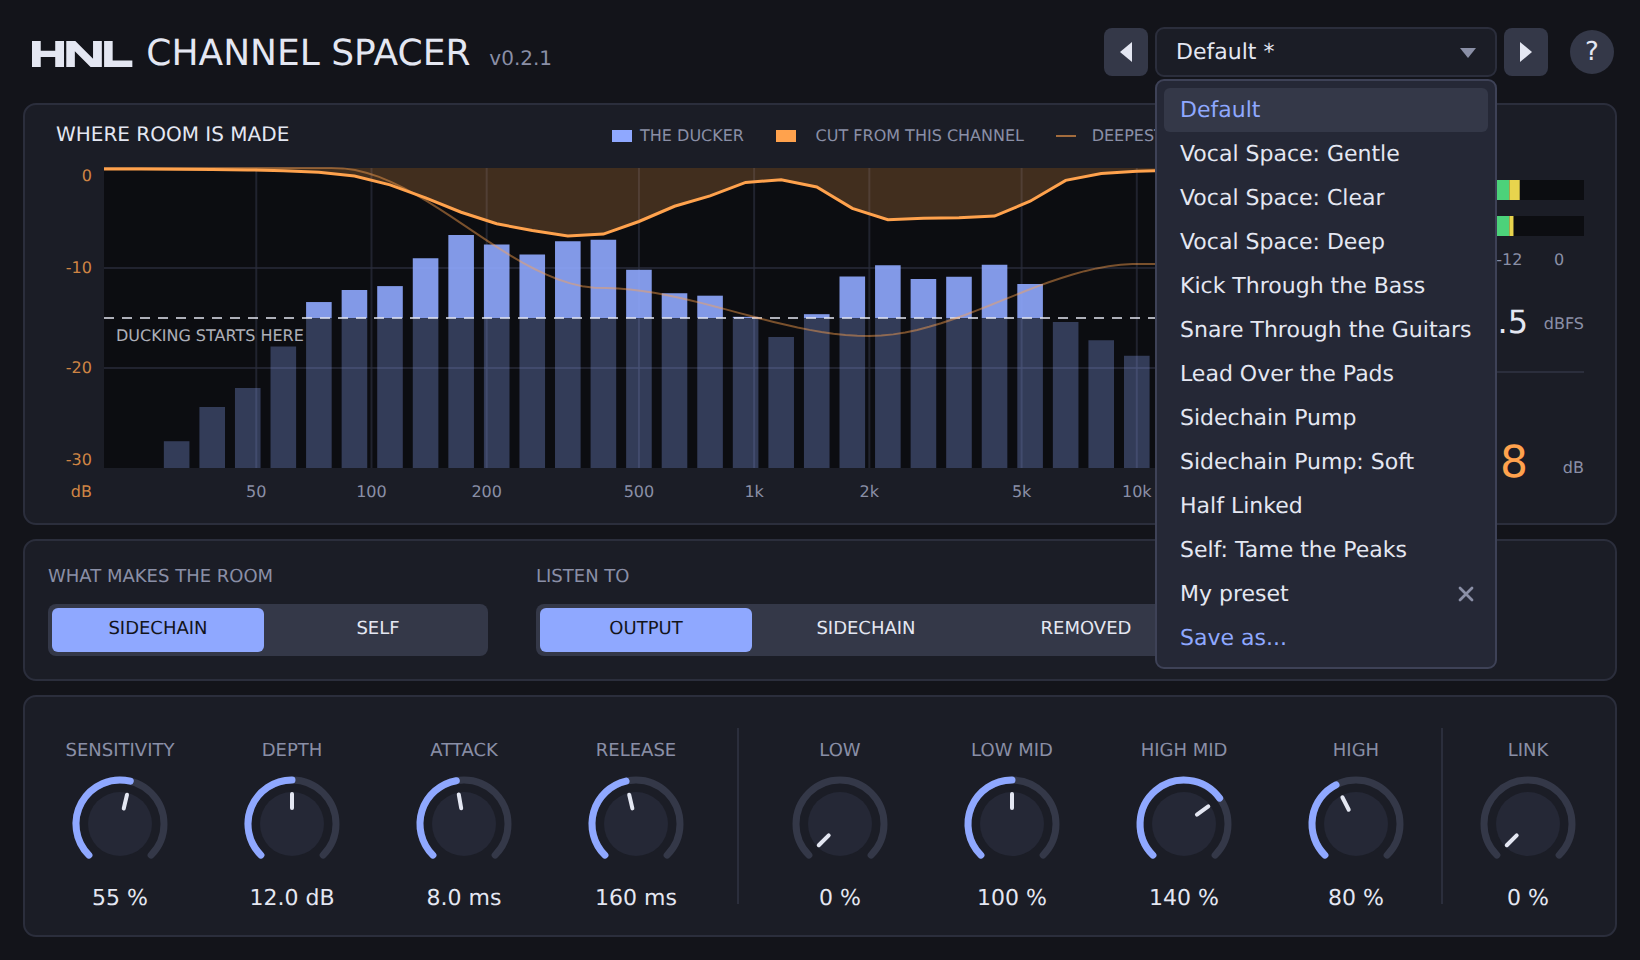 HNL CHANNEL SPACER v0.2.1
Default *
?
Default
Vocal Space: Gentle
Vocal Space: Clear
Vocal Space: Deep
Kick Through the Bass
Snare Through the Guitars
Lead Over the Pads
Sidechain Pump
Sidechain Pump: Soft
Half Linked
Self: Tame the Peaks
My preset
Save as...
WHERE ROOM IS MADE
THE DUCKER
CUT FROM THIS CHANNEL
DEEPEST
0
-10
-20
-30
dB
DUCKING STARTS HERE
50 100 200 500 1k 2k 5k 10k
-12 0
.5 dBFS
8 dB
WHAT MAKES THE ROOM
SIDECHAIN SELF
LISTEN TO
OUTPUT SIDECHAIN REMOVED
SENSITIVITY DEPTH ATTACK RELEASE LOW LOW MID HIGH MID HIGH LINK
55 % 12.0 dB 8.0 ms 160 ms 0 % 100 % 140 % 80 % 0 %